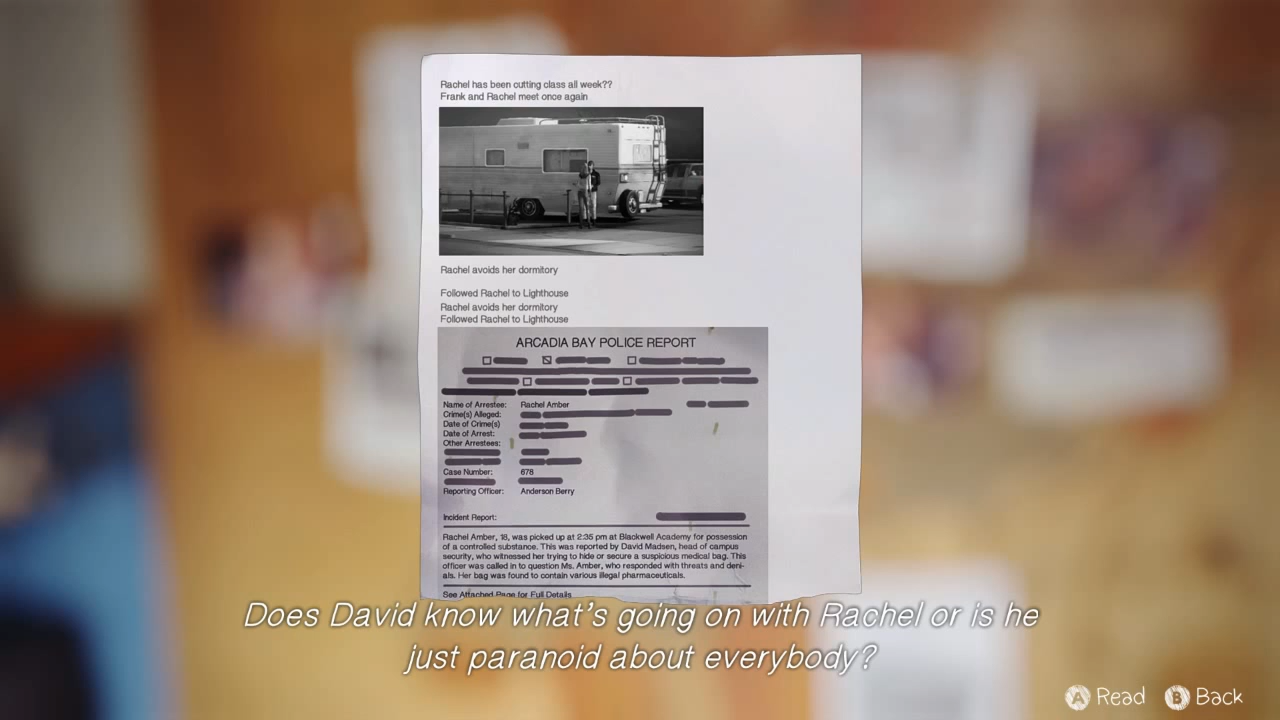 Rachel has been cutting class all week??
Frank and Rachel meet once again
Rachel avoids her dormitory
Followed Rachel to Lighthouse
Rachel avoids her dormitory
Followed Rachel to Lighthouse
ARCADIA BAY POLICE REPORT
Name of Arrestee: Rachel Amber
Crime(s) Alleged:
Date of Crime(s)
Date of Arrest:
Other Arrestees:
Case Number: 678
Reporting Officer: Anderson Berry
Incident Report:
Rachel Amber, 18, was picked up at 2:35 pm at Blackwell Academy for possession
of a controlled substance. This was reported by David Madsen, head of campus
security, who witnessed her trying to hide or secure a suspicious medical bag. This
officer was called in to question Ms. Amber, who responded with threats and deni-
als. Her bag was found to contain various illegal pharmaceuticals.
See Attached Page for Full Details
Does David know what's going on with Rachel or is he
just paranoid about everybody?
A Read B Back